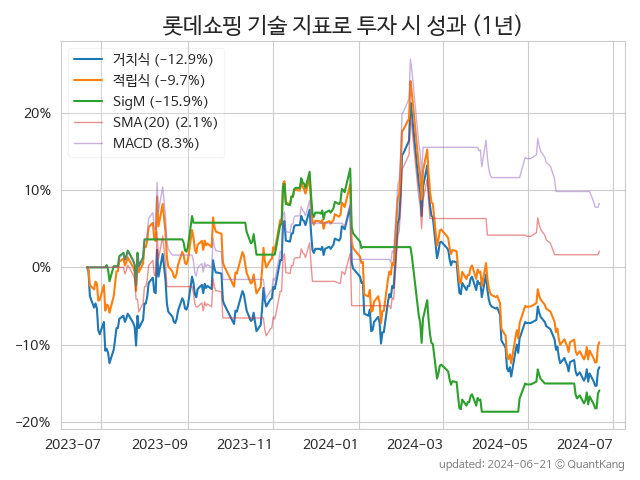 롯데쇼핑 기술 지표로 투자 시 성과 (1년)
거치식 (−12.9%)
적립식 (−9.7%)
SigM (−15.9%)
SMA(20) (2.1%)
MACD (8.3%)
20%
10%
0%
−10%
−20%
2023-07 2023-09 2023-11 2024-01 2024-03 2024-05 2024-07
updated: 2024-06-21 © QuantKang